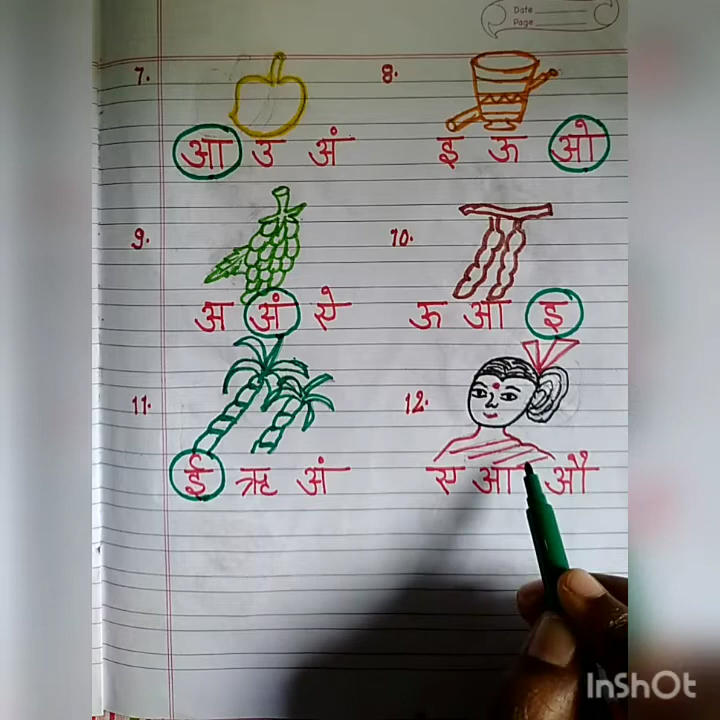 Date
Page
7. 8.
आ उ अं इ ऊ ओ
9. 10.
अ अं ऐ ऊ आ इ
11. 12.
ई ऋ अं ए आ औ
InShOt